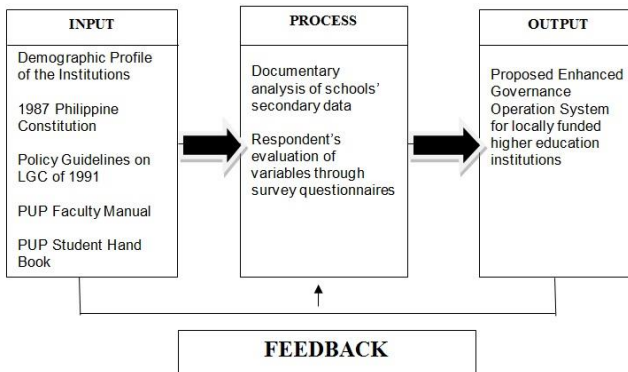 INPUT
Demographic Profile
of the Institutions
1987 Philippine
Constitution
Policy Guidelines on
LGC of 1991
PUP Faculty Manual
PUP Student Hand
Book
PROCESS
Documentary
analysis of schools'
secondary data
Respondent's
evaluation of
variables through
survey questionnaires
OUTPUT
Proposed Enhanced
Governance
Operation System
for locally funded
higher education
institutions
FEEDBACK